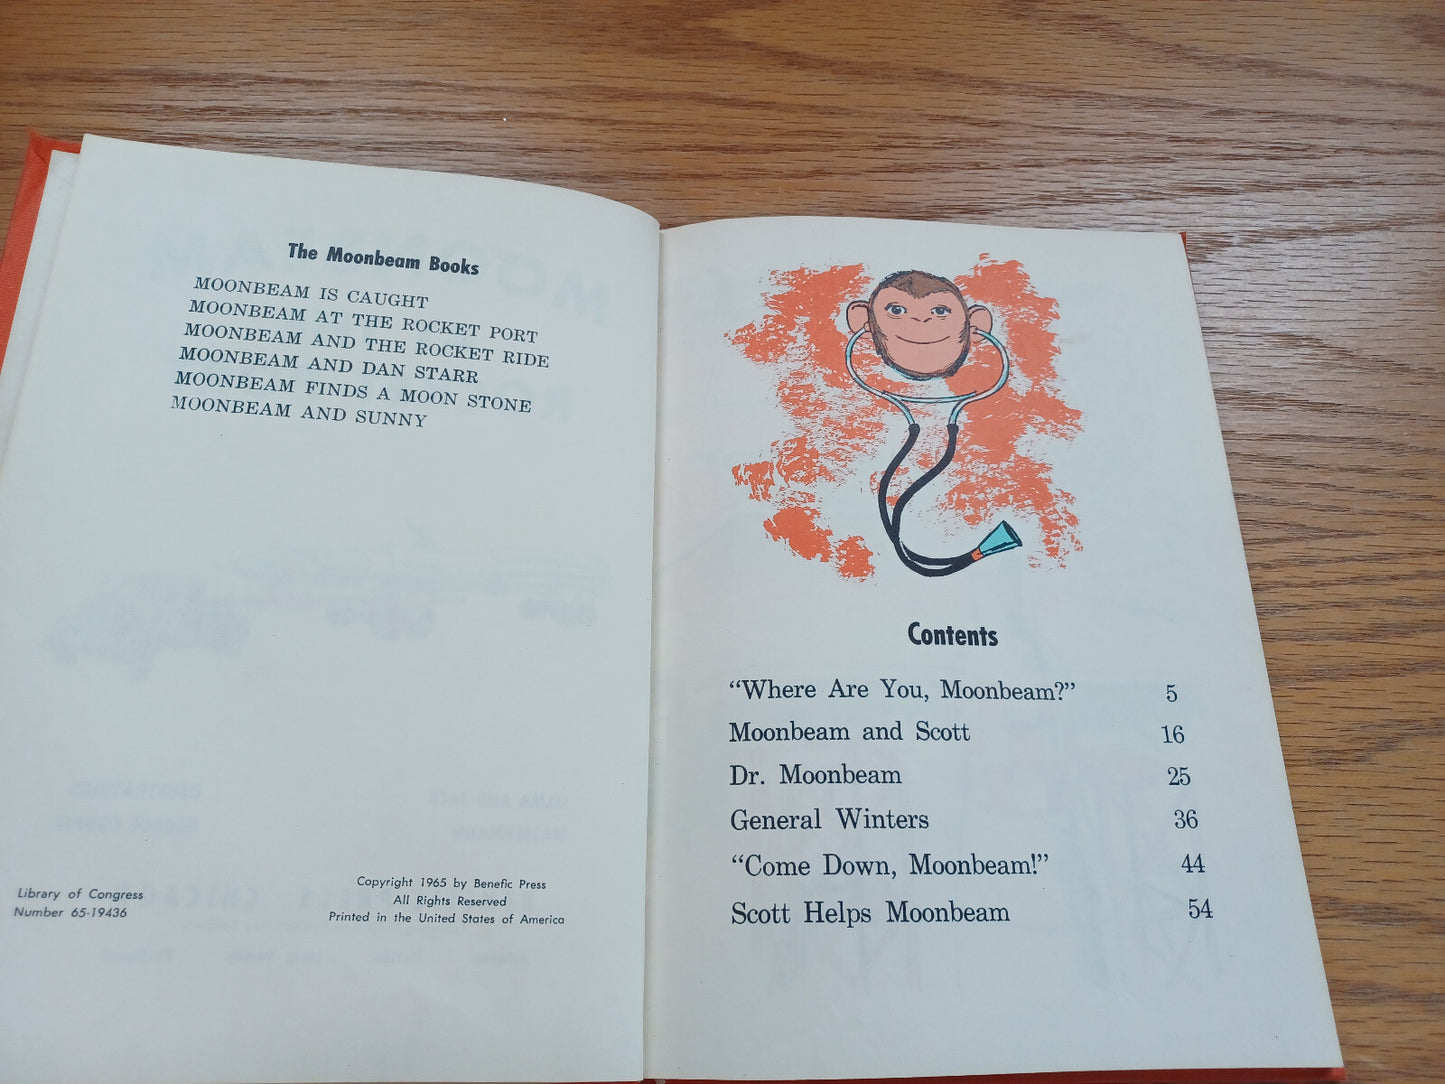 The Moonbeam Books
MOONBEAM IS CAUGHT
MOONBEAM AT THE ROCKET PORT
MOONBEAM AND THE ROCKET RIDE
MOONBEAM AND DAN STARR
MOONBEAM FINDS A MOON STONE
MOONBEAM AND SUNNY
Library of Congress
Number 65-19436
Copyright 1965 by Benefic Press
All Rights Reserved
Printed in the United States of America
Contents
“Where Are You, Moonbeam?” 5
Moonbeam and Scott 16
Dr. Moonbeam 25
General Winters 36
“Come Down, Moonbeam!” 44
Scott Helps Moonbeam 54